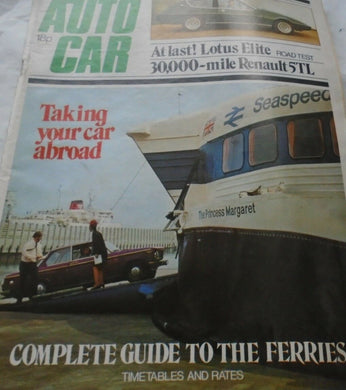 AUTO
18p
CAR
At last! Lotus Elite ROAD TEST
30,000-mile Renault 5TL
Taking
your car
abroad
Seaspeed
The Princess Margaret
COMPLETE GUIDE TO THE FERRIES
TIMETABLES AND RATES